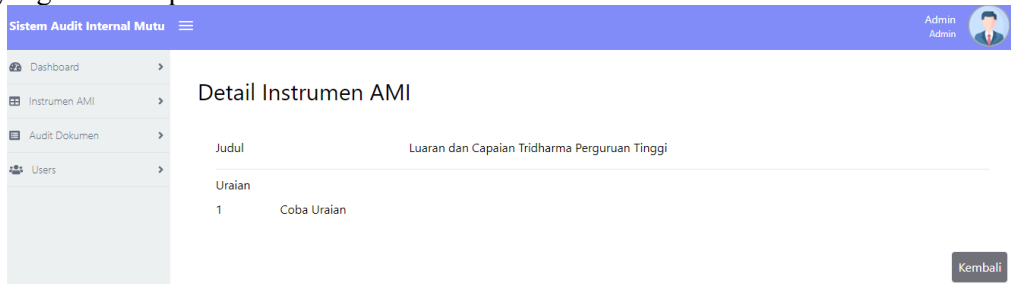 Sistem Audit Internal Mutu
Admin
Admin
Dashboard
Instrumen AMI
Audit Dokumen
Users
Detail Instrumen AMI
Judul Luaran dan Capaian Tridharma Perguruan Tinggi
Uraian
1 Coba Uraian
Kembali